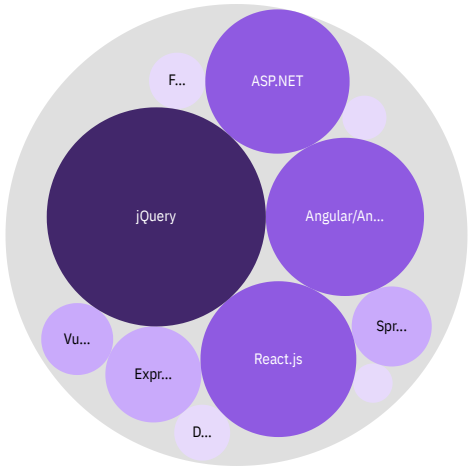 F...
ASP.NET
jQuery
Angular/An...
Vu...
Expr...
React.js
Spr...
D...